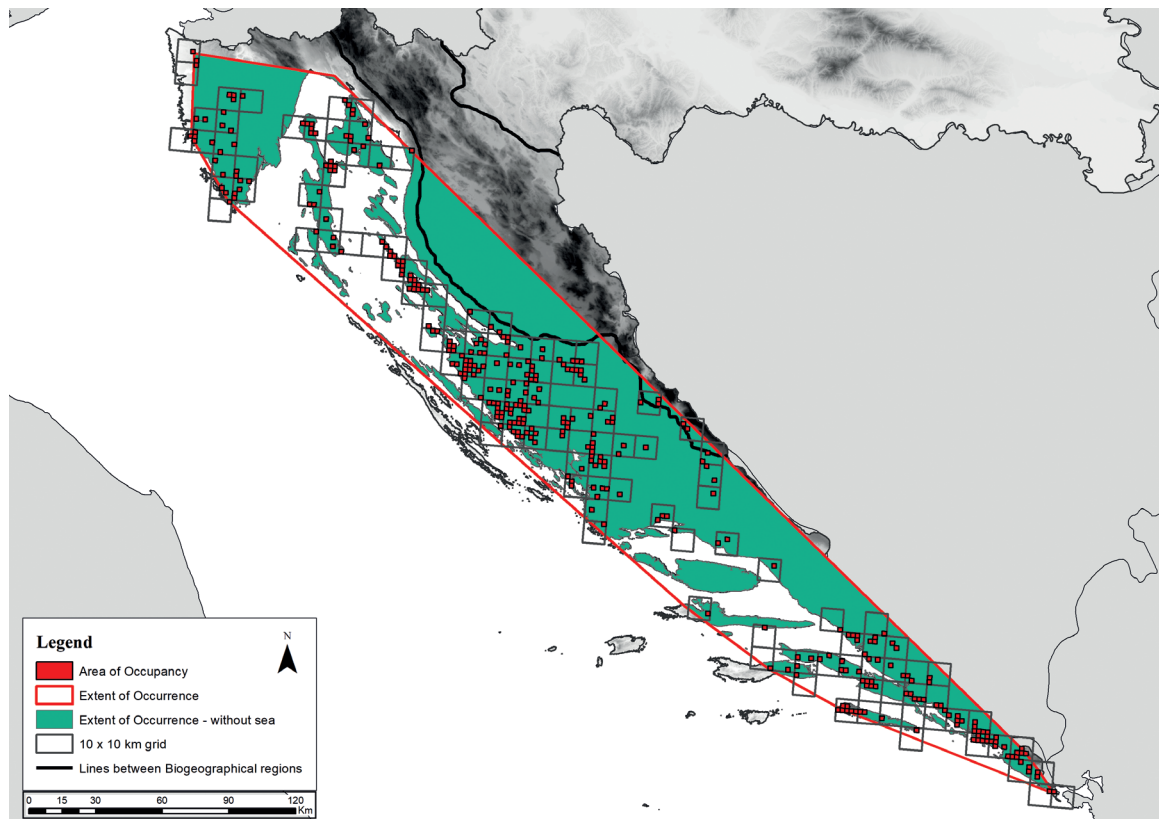 Legend
N
Area of Occupancy
Extent of Occurrence
Extent of Occurrence - without sea
10 x 10 km grid
Lines between Biogeographical regions
0 15 30 60 90 120
Km